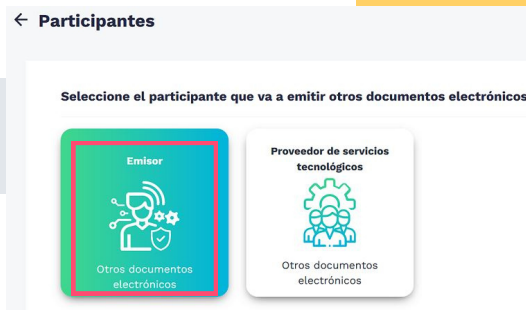 ← Participantes
Seleccione el participante que va a emitir otros documentos electrónicos
Emisor
Otros documentos
electrónicos
Proveedor de servicios
tecnológicos
Otros documentos
electrónicos